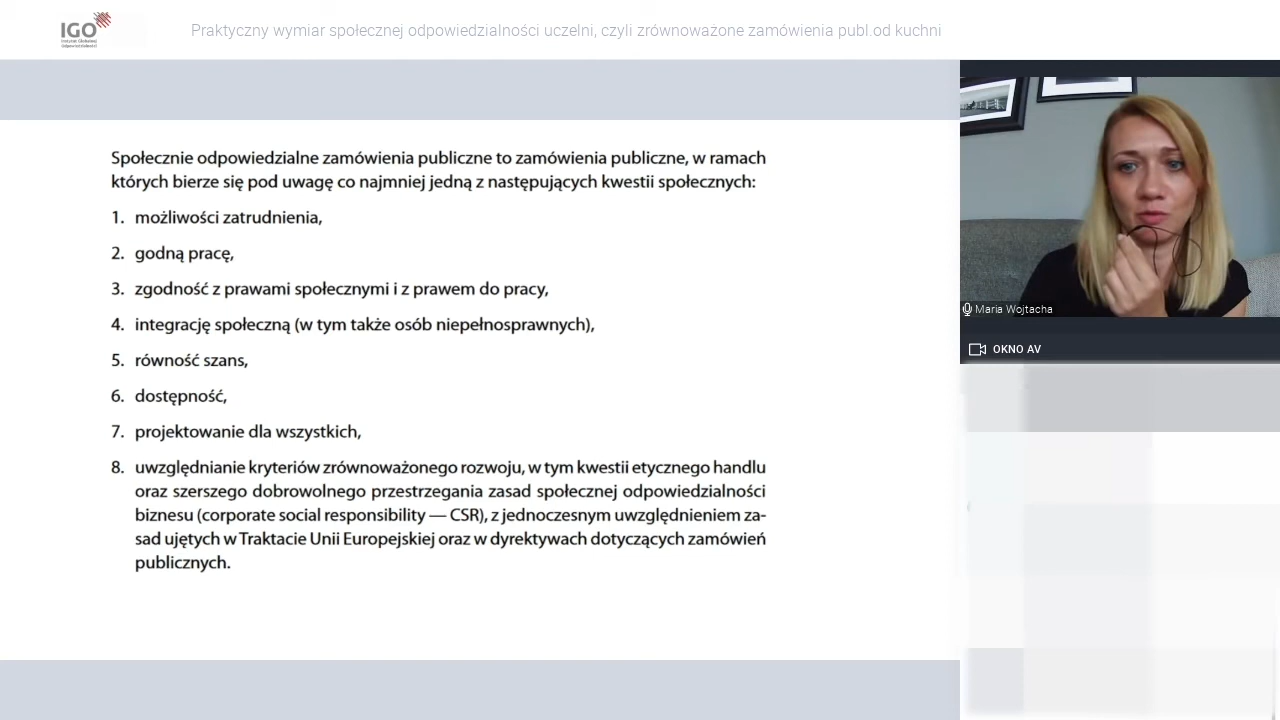 IGO
Instytut Globalnej
Odpowiedzialności
Praktyczny wymiar społecznej odpowiedzialności uczelni, czyli zrównoważone zamówienia publ.od kuchni
Społecznie odpowiedzialne zamówienia publiczne to zamówienia publiczne, w ramach
których bierze się pod uwagę co najmniej jedną z następujących kwestii społecznych:
1. możliwości zatrudnienia,
2. godną pracę,
3. zgodność z prawami społecznymi i z prawem do pracy,
4. integrację społeczną (w tym także osób niepełnosprawnych),
5. równość szans,
6. dostępność,
7. projektowanie dla wszystkich,
8. uwzględnianie kryteriów zrównoważonego rozwoju, w tym kwestii etycznego handlu
oraz szerszego dobrowolnego przestrzegania zasad społecznej odpowiedzialności
biznesu (corporate social responsibility — CSR), z jednoczesnym uwzględnieniem za-
sad ujętych w Traktacie Unii Europejskiej oraz w dyrektywach dotyczących zamówień
publicznych.
Maria Wojtacha
OKNO AV